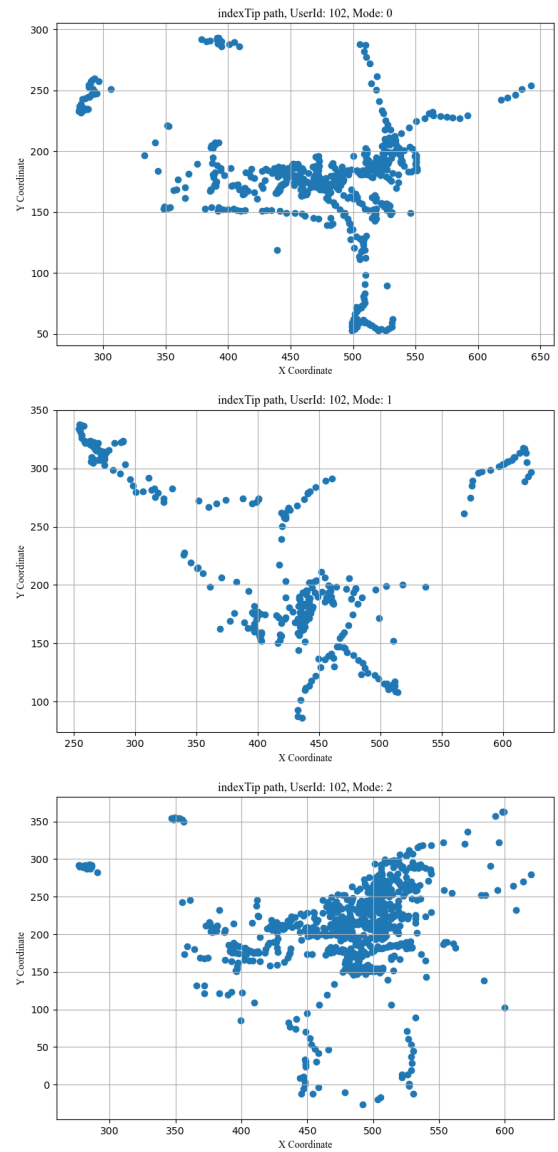 indexTip path, UserId: 102, Mode: 0
300
250
200
150
100
50
Y Coordinate
300 350 400 450 500 550 600 650
X Coordinate
indexTip path, UserId: 102, Mode: 1
350
300
250
200
150
100
Y Coordinate
250 300 350 400 450 500 550 600
X Coordinate
indexTip path, UserId: 102, Mode: 2
350
300
250
200
150
100
50
0
Y Coordinate
300 350 400 450 500 550 600
X Coordinate